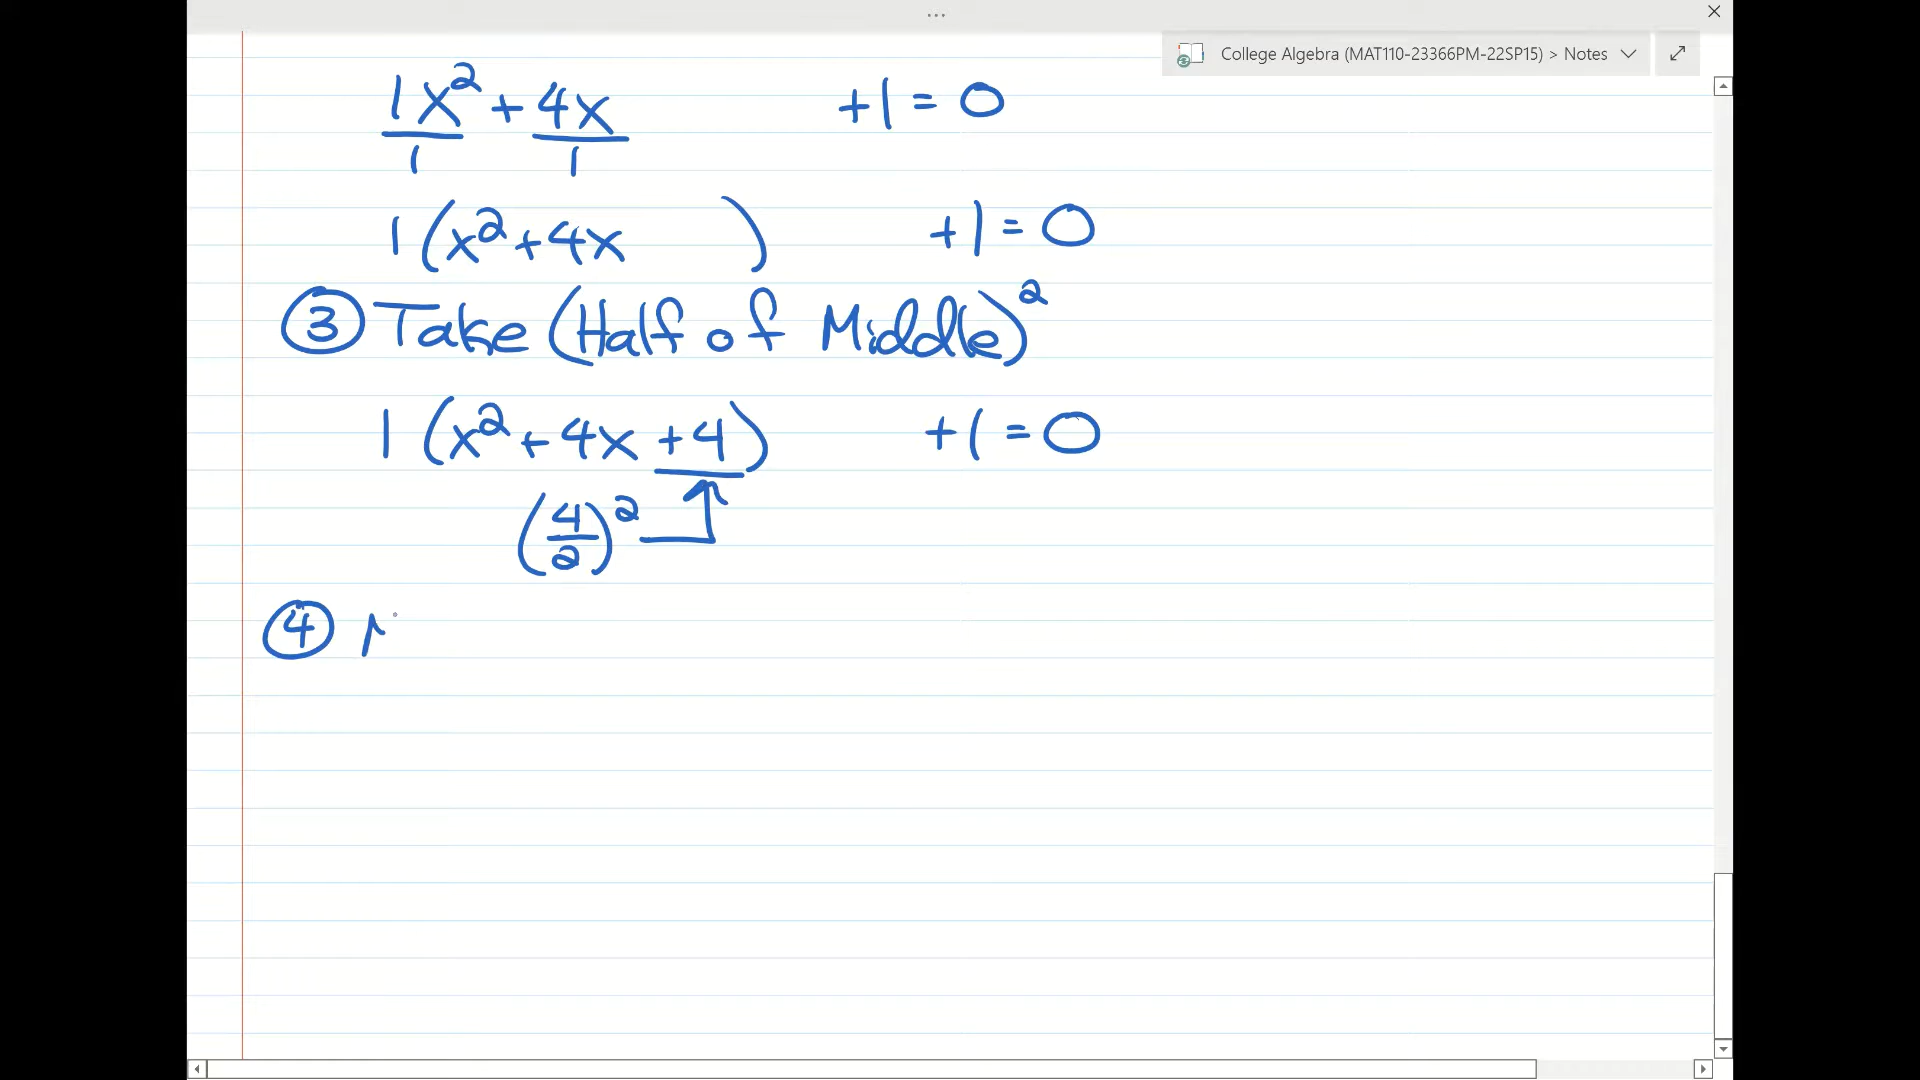 College Algebra (MAT110-23366PM-22SP15) > Notes
1x² + 4x +1 = 0
1 1
1(x² + 4x ) +1 = 0
③ Take (Half of Middle)²
1(x² + 4x +4) +1 = 0
(4/2)²
④